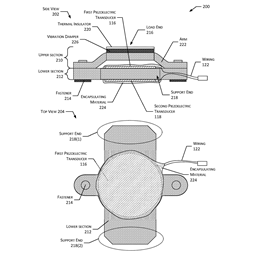 SIDE VIEW
202
FIRST PIEZOELECTRIC
TRANSDUCER
116
200
THERMAL INSULATOR
220
LOAD END
216
VIBRATION DAMPER
226
ARM
222
UPPER SECTION
210
WIRING
122
LOWER SECTION
212
FASTENER
214
ENCAPSULATING
MATERIAL
224
SUPPORT END
218
SECOND PIEZOELECTRIC
TRANSDUCER
118
TOP VIEW 204
SUPPORT END
218(1)
WIRING
122
FIRST PIEZOELECTRIC
TRANSDUCER
116
ENCAPSULATING
MATERIAL
224
FASTENER
214
LOWER SECTION
212
SUPPORT END
218(2)